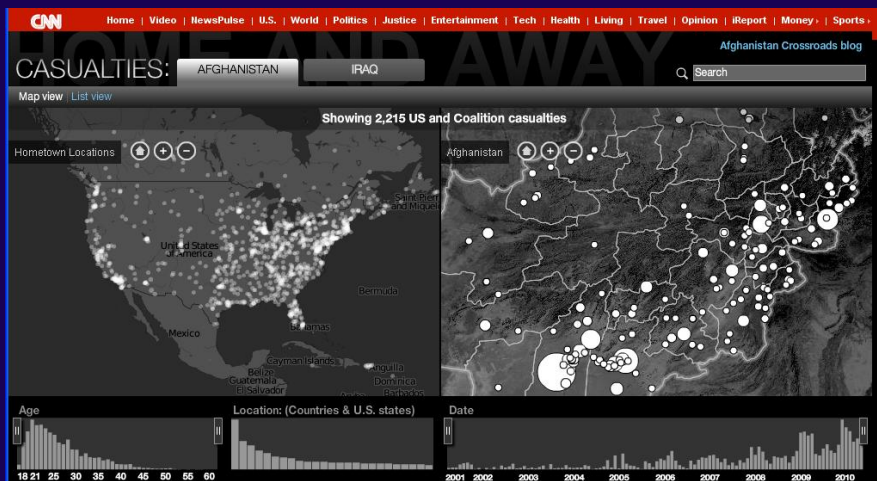 CNN Home | Video | NewsPulse | U.S. | World | Politics | Justice | Entertainment | Tech | Health | Living | Travel | Opinion | iReport | Money | Sports
HOME AND AWAY
Afghanistan Crossroads blog
CASUALTIES: AFGHANISTAN IRAQ
Search
Map view | List view
Showing 2,215 US and Coalition casualties
Hometown Locations
Afghanistan
Saint Pierre
and Miquelo
United States
of America
Bermuda
Mexico
Bahamas
Cayman Islands
Anguilla
Belize
Guatemala
Dominica
El Salvador
Barbados
Age
Location: (Countries & U.S. states)
Date
18 21 25 30 35 40 45 50 55 60
2001 2002 2003 2004 2005 2006 2007 2008 2009 2010